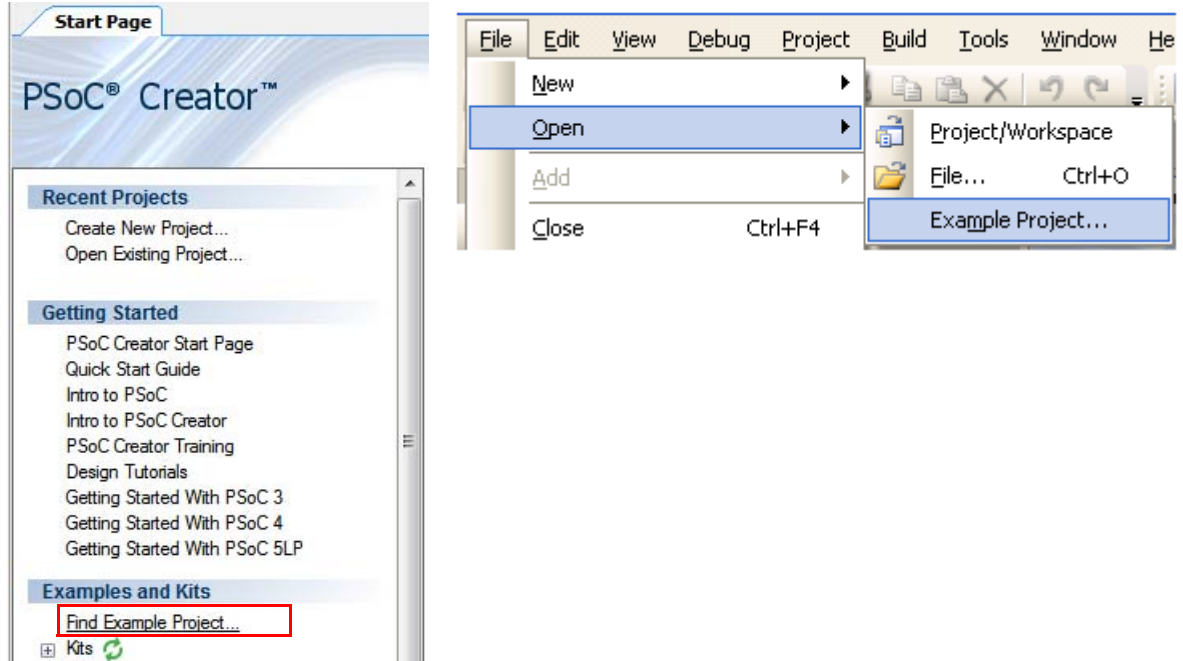 Start Page
PSoC® Creator™
Recent Projects
Create New Project...
Open Existing Project...
Getting Started
PSoC Creator Start Page
Quick Start Guide
Intro to PSoC
Intro to PSoC Creator
PSoC Creator Training
Design Tutorials
Getting Started With PSoC 3
Getting Started With PSoC 4
Getting Started With PSoC 5LP
Examples and Kits
Find Example Project...
Kits
File Edit View Debug Project Build Tools Window He
New
Open
Add
Close Ctrl+F4
Project/Workspace
File... Ctrl+O
Example Project...